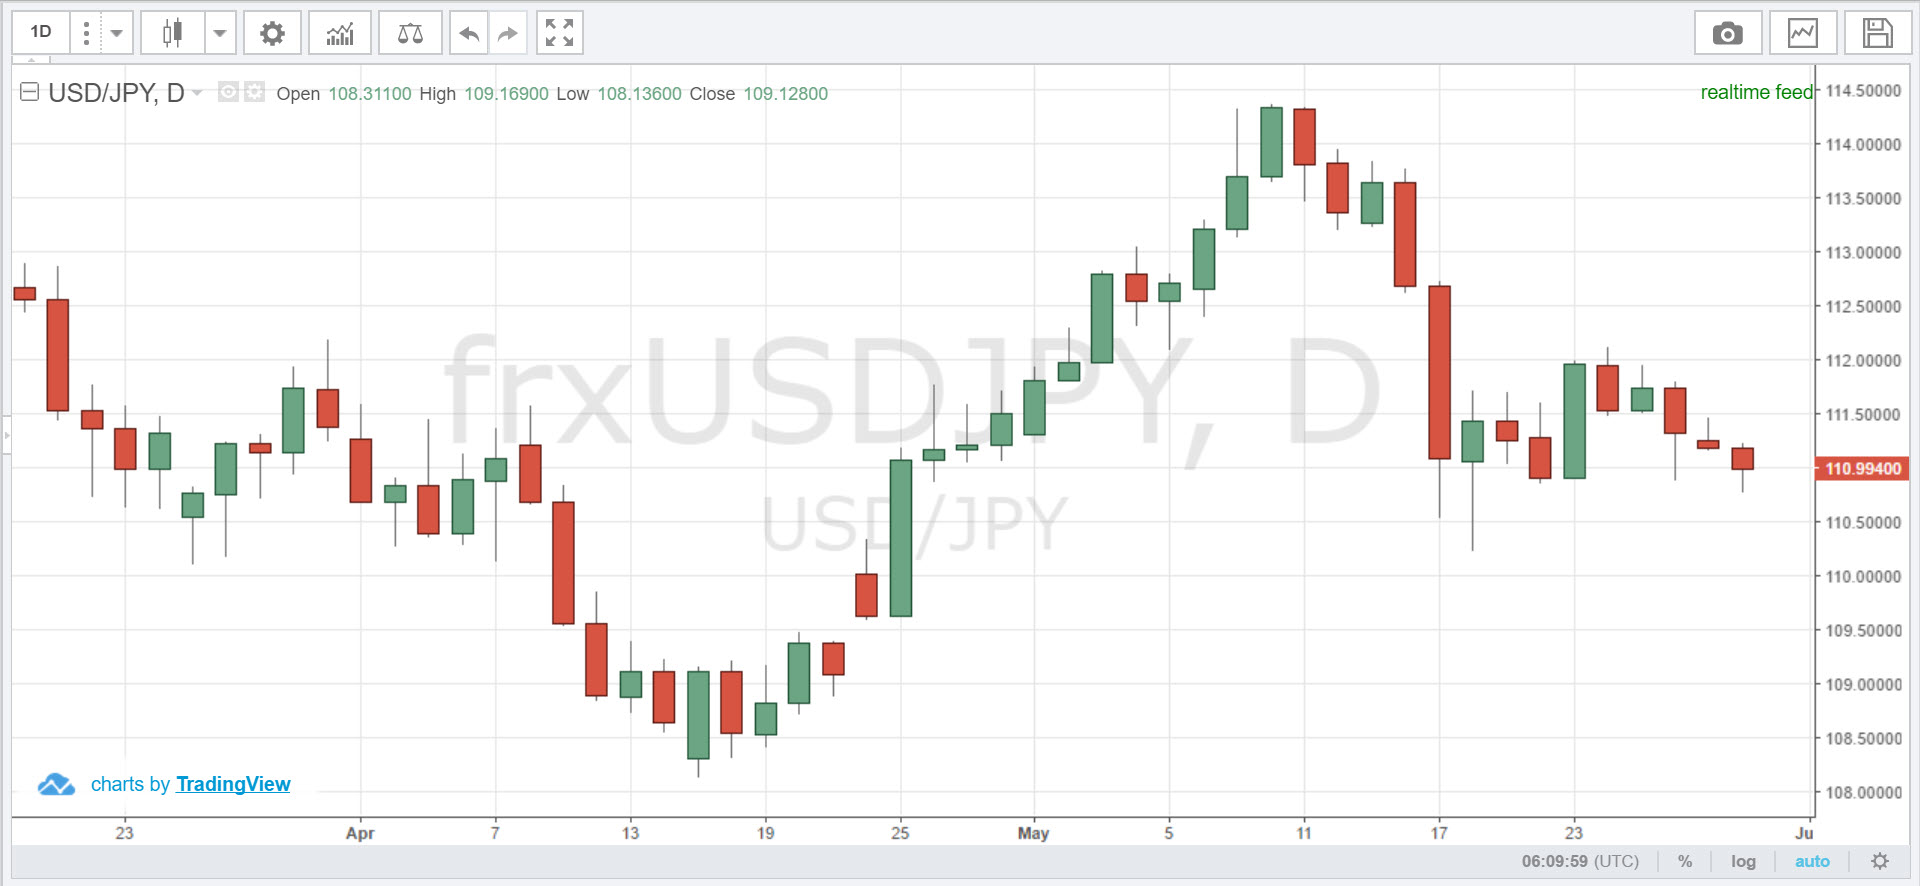 1D
USD/JPY, D Open 108.31100 High 109.16900 Low 108.13600 Close 109.12800
realtime feed
114.50000
114.00000
113.50000
113.00000
112.50000
112.00000
111.50000
110.99400
110.50000
110.00000
109.50000
109.00000
108.50000
108.00000
frxUSDJPY, D
USD/JPY
charts by TradingView
23 Apr 7 13 19 25 May 5 11 17 23 Ju
06:09:59 (UTC) % log auto